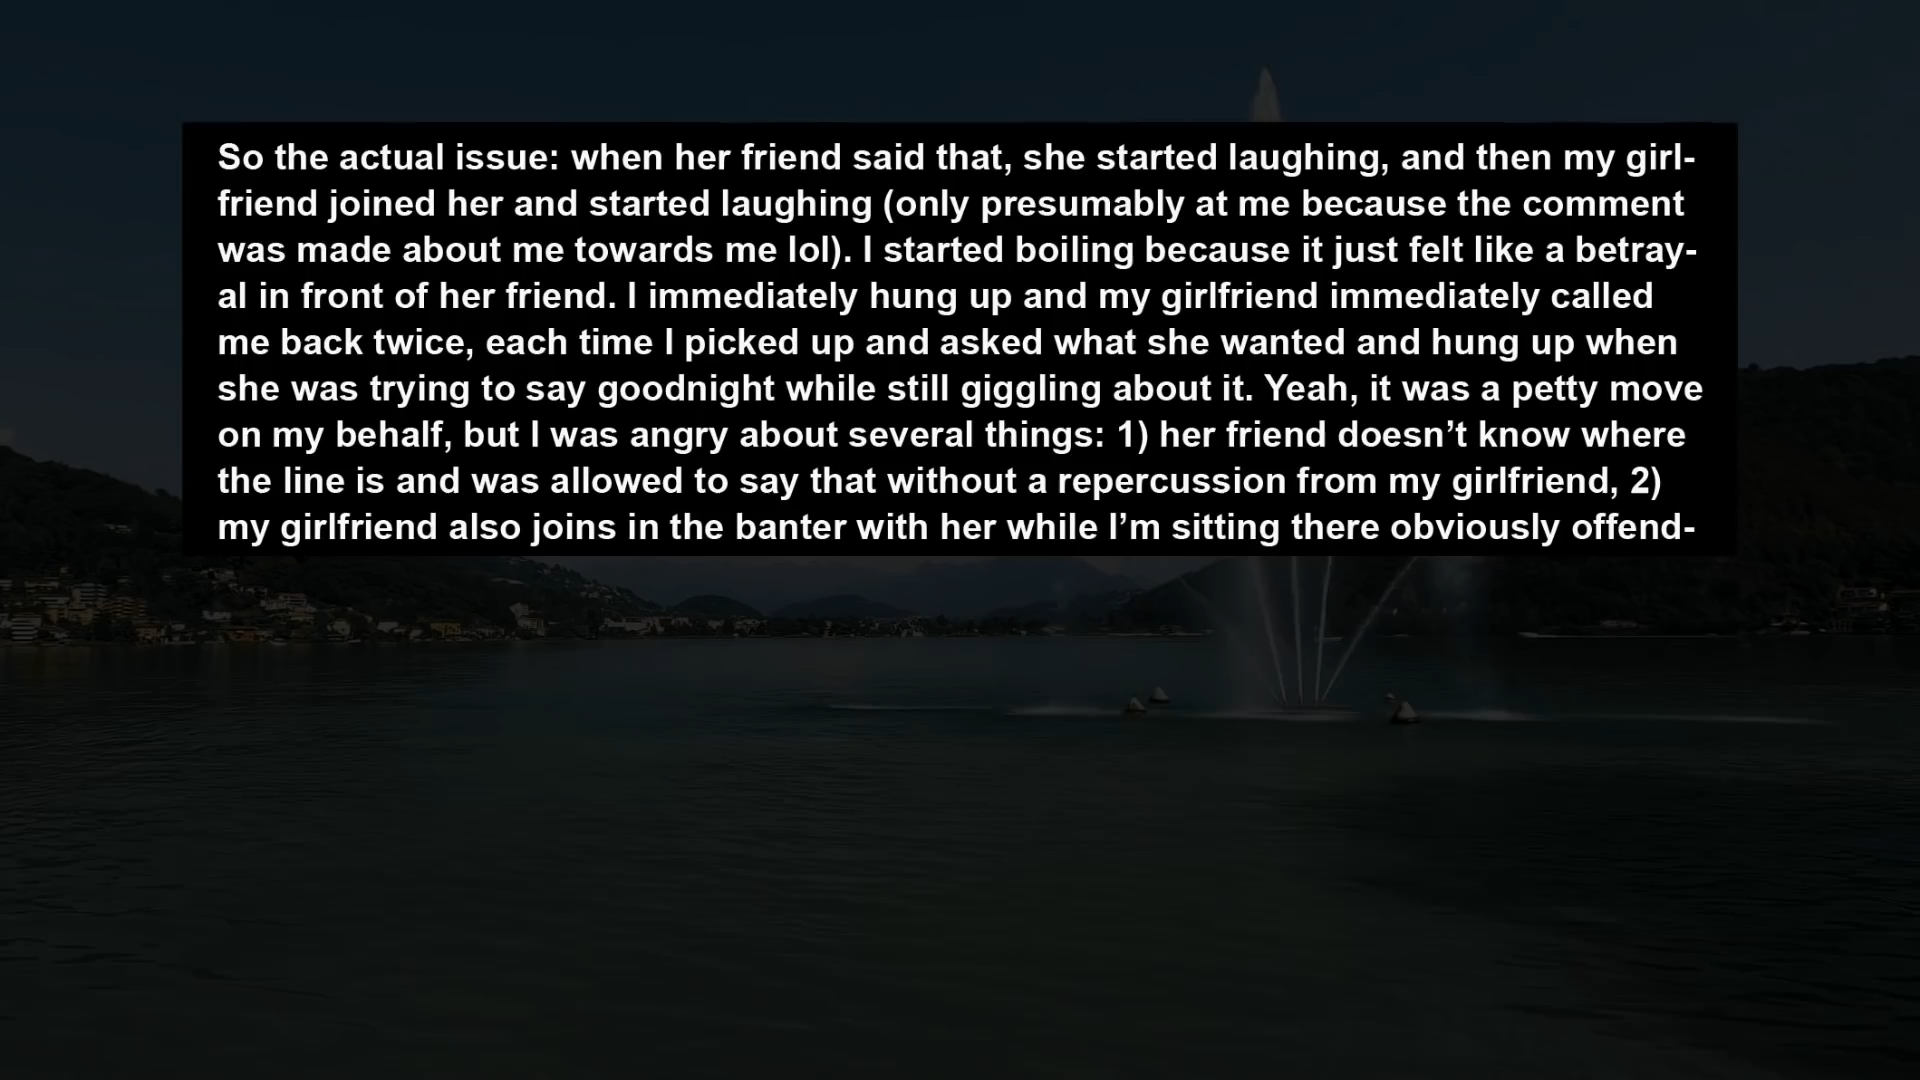 So the actual issue: when her friend said that, she started laughing, and then my girl-
friend joined her and started laughing (only presumably at me because the comment
was made about me towards me lol). I started boiling because it just felt like a betray-
al in front of her friend. I immediately hung up and my girlfriend immediately called
me back twice, each time I picked up and asked what she wanted and hung up when
she was trying to say goodnight while still giggling about it. Yeah, it was a petty move
on my behalf, but I was angry about several things: 1) her friend doesn’t know where
the line is and was allowed to say that without a repercussion from my girlfriend, 2)
my girlfriend also joins in the banter with her while I’m sitting there obviously offend-